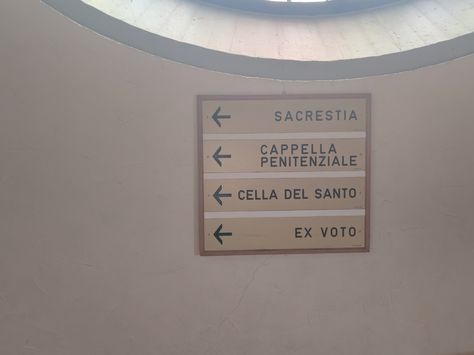 SACRESTIA
CAPPELLA
PENITENZIALE
CELLA DEL SANTO
EX VOTO